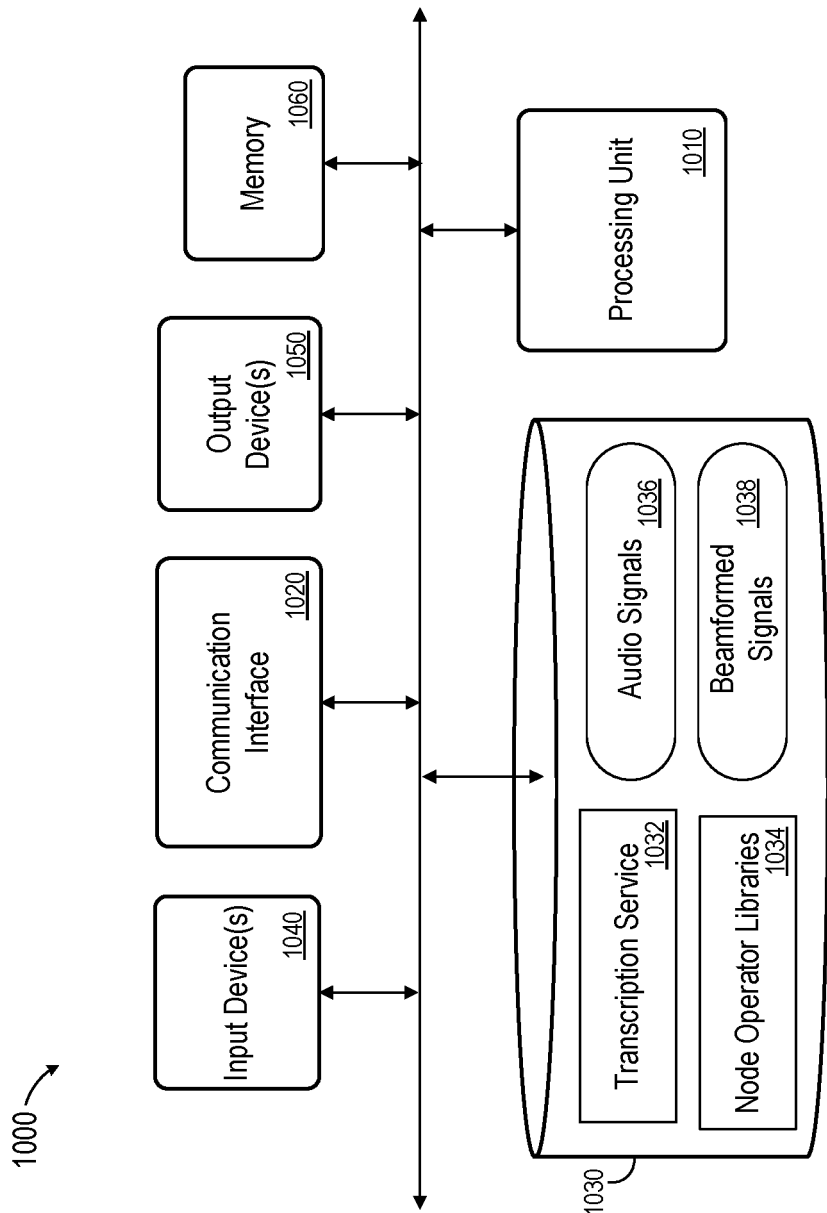 1000
Input Device(s)
1040
Communication
Interface
1020
Output
Device(s)
1050
Memory
1060
1030
Transcription Service
1032
Node Operator Libraries
1034
Audio Signals
1036
Beamformed
Signals
1038
Processing Unit
1010